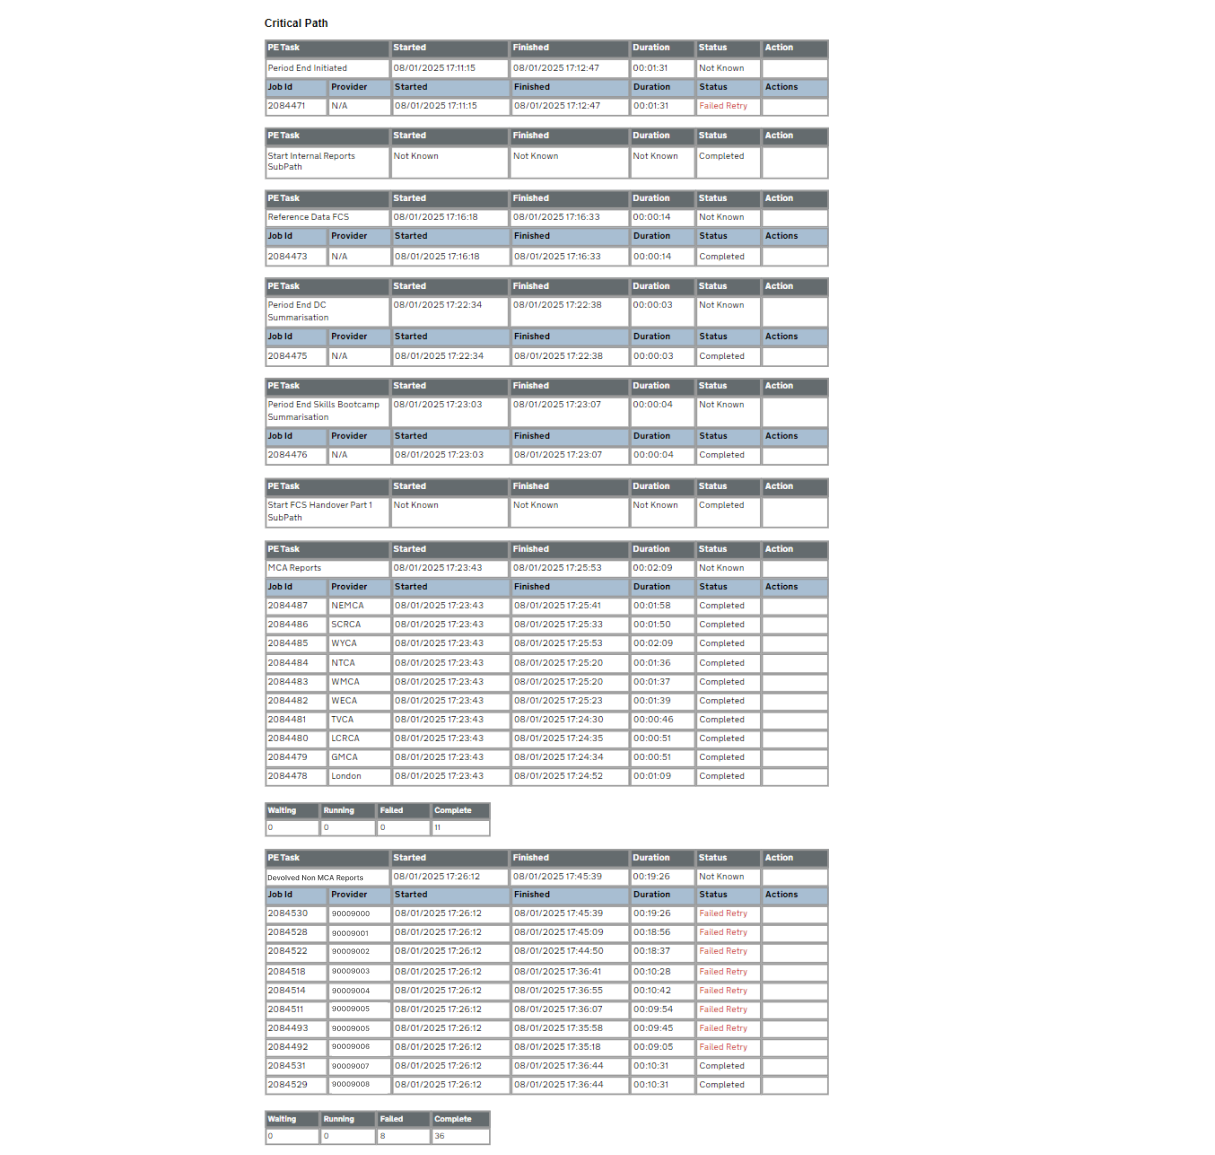 Critical Path
PE Task Started Finished Duration Status Action
Period End Initiated 08/01/2025 17:11:15 08/01/2025 17:12:47 00:01:31 Not Known
Job Id Provider Started Finished Duration Status Actions
2084471 N/A 08/01/2025 17:11:15 08/01/2025 17:12:47 00:01:31 Failed Retry
PE Task Started Finished Duration Status Action
Start Internal Reports Not Known Not Known Not Known Completed
SubPath
PE Task Started Finished Duration Status Action
Reference Data FCS 08/01/2025 17:16:18 08/01/2025 17:16:33 00:00:14 Not Known
Job Id Provider Started Finished Duration Status Actions
2084473 N/A 08/01/2025 17:16:18 08/01/2025 17:16:33 00:00:14 Completed
PE Task Started Finished Duration Status Action
Period End DC 08/01/2025 17:22:34 08/01/2025 17:22:38 00:00:03 Not Known
Summarisation
Job Id Provider Started Finished Duration Status Actions
2084475 N/A 08/01/2025 17:22:34 08/01/2025 17:22:38 00:00:03 Completed
PE Task Started Finished Duration Status Action
Period End Skills Bootcamp 08/01/2025 17:23:03 08/01/2025 17:23:07 00:00:04 Not Known
Summarisation
Job Id Provider Started Finished Duration Status Actions
2084476 N/A 08/01/2025 17:23:03 08/01/2025 17:23:07 00:00:04 Completed
PE Task Started Finished Duration Status Action
Start FCS Handover Part 1 Not Known Not Known Not Known Completed
SubPath
PE Task Started Finished Duration Status Action
MCA Reports 08/01/2025 17:23:43 08/01/2025 17:25:53 00:02:09 Not Known
Job Id Provider Started Finished Duration Status Actions
2084487 NEMCA 08/01/2025 17:23:43 08/01/2025 17:25:41 00:01:58 Completed
2084486 SCRCA 08/01/2025 17:23:43 08/01/2025 17:25:33 00:01:50 Completed
2084485 WYCA 08/01/2025 17:23:43 08/01/2025 17:25:53 00:02:09 Completed
2084484 NTCA 08/01/2025 17:23:43 08/01/2025 17:25:20 00:01:36 Completed
2084483 WMCA 08/01/2025 17:23:43 08/01/2025 17:25:20 00:01:37 Completed
2084482 WECA 08/01/2025 17:23:43 08/01/2025 17:25:23 00:01:39 Completed
2084481 TVCA 08/01/2025 17:23:43 08/01/2025 17:24:30 00:00:46 Completed
2084480 LCRCA 08/01/2025 17:23:43 08/01/2025 17:24:35 00:00:51 Completed
2084479 GMCA 08/01/2025 17:23:43 08/01/2025 17:24:34 00:00:51 Completed
2084478 London 08/01/2025 17:23:43 08/01/2025 17:24:52 00:01:09 Completed
Waiting Running Failed Complete
0 0 0 11
PE Task Started Finished Duration Status Action
Devolved Non MCA Reports 08/01/2025 17:26:12 08/01/2025 17:45:39 00:19:26 Not Known
Job Id Provider Started Finished Duration Status Actions
2084530 90009000 08/01/2025 17:26:12 08/01/2025 17:45:39 00:19:26 Failed Retry
2084528 90009001 08/01/2025 17:26:12 08/01/2025 17:45:09 00:18:56 Failed Retry
2084522 90009002 08/01/2025 17:26:12 08/01/2025 17:44:50 00:18:37 Failed Retry
2084518 90009003 08/01/2025 17:26:12 08/01/2025 17:36:41 00:10:28 Failed Retry
2084514 90009004 08/01/2025 17:26:12 08/01/2025 17:36:55 00:10:42 Failed Retry
2084511 90009005 08/01/2025 17:26:12 08/01/2025 17:36:07 00:09:54 Failed Retry
2084493 90009005 08/01/2025 17:26:12 08/01/2025 17:35:58 00:09:45 Failed Retry
2084492 90009006 08/01/2025 17:26:12 08/01/2025 17:35:18 00:09:05 Failed Retry
2084531 90009007 08/01/2025 17:26:12 08/01/2025 17:36:44 00:10:31 Completed
2084529 90009008 08/01/2025 17:26:12 08/01/2025 17:36:44 00:10:31 Completed
Waiting Running Failed Complete
0 0 8 36